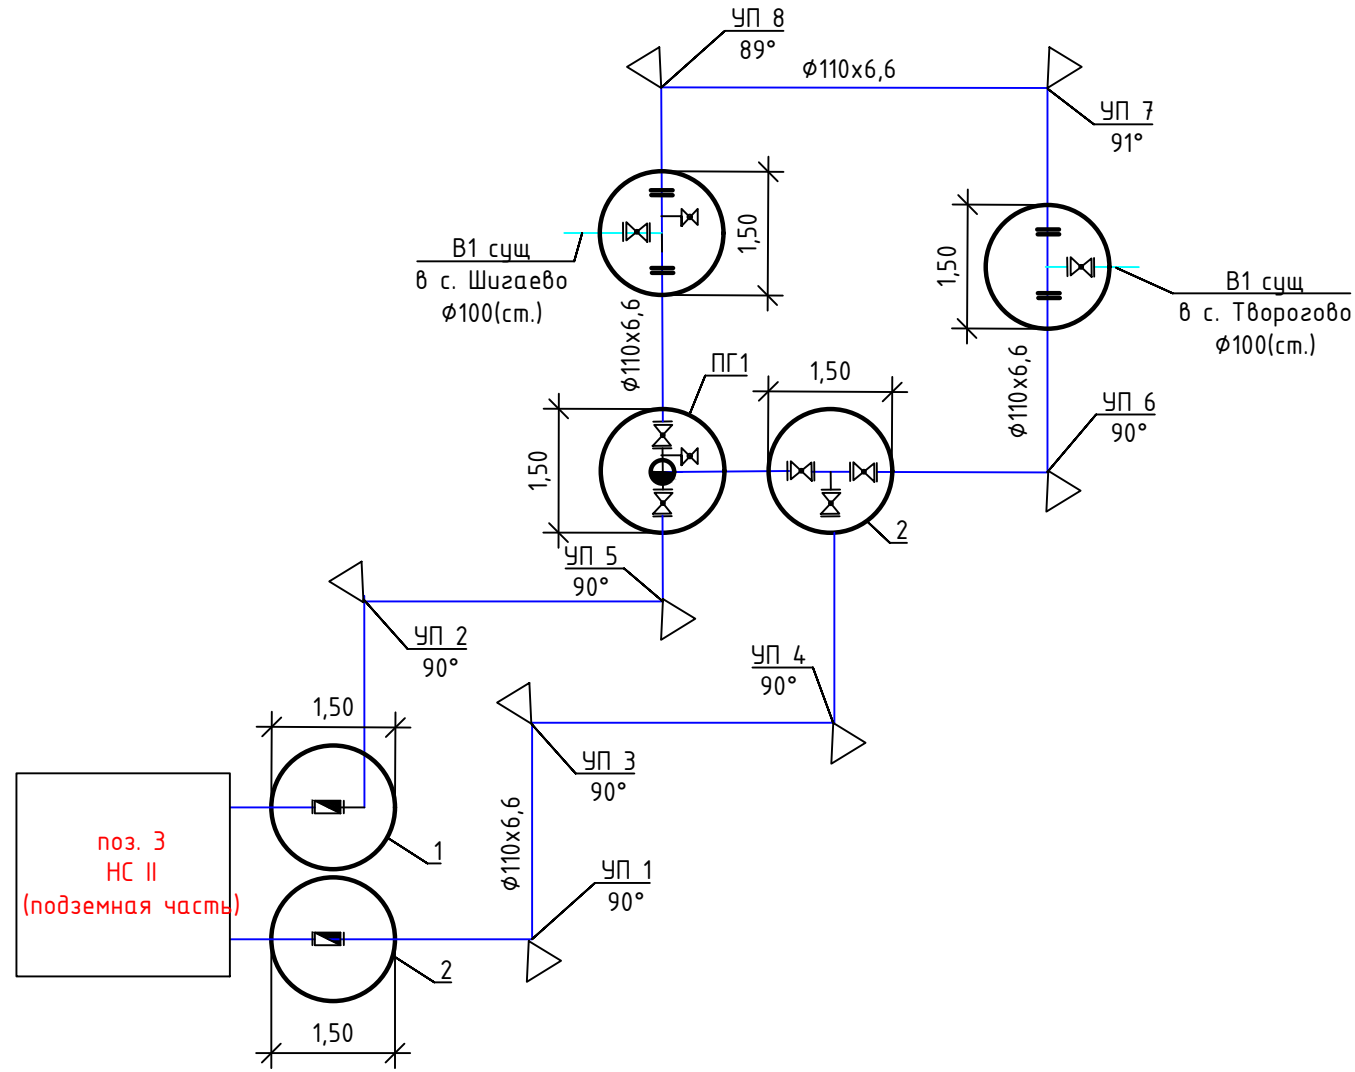 УП 8
89°
Ф110х6,6
УП 7
91°
1,50
1,50
В1 сущ
в с. Шигаево
Ф100(ст.)
В1 сущ
в с. Творогово
Ф100(ст.)
Ф110х6,6
Ф110х6,6
ПГ1
1,50
УП 6
90°
1,50
2
УП 5
90°
УП 2
90°
УП 4
90°
1,50
УП 3
90°
поз. 3
НС II
(подземная часть)
1
Ф110х6,6
УП 1
90°
2
1,50